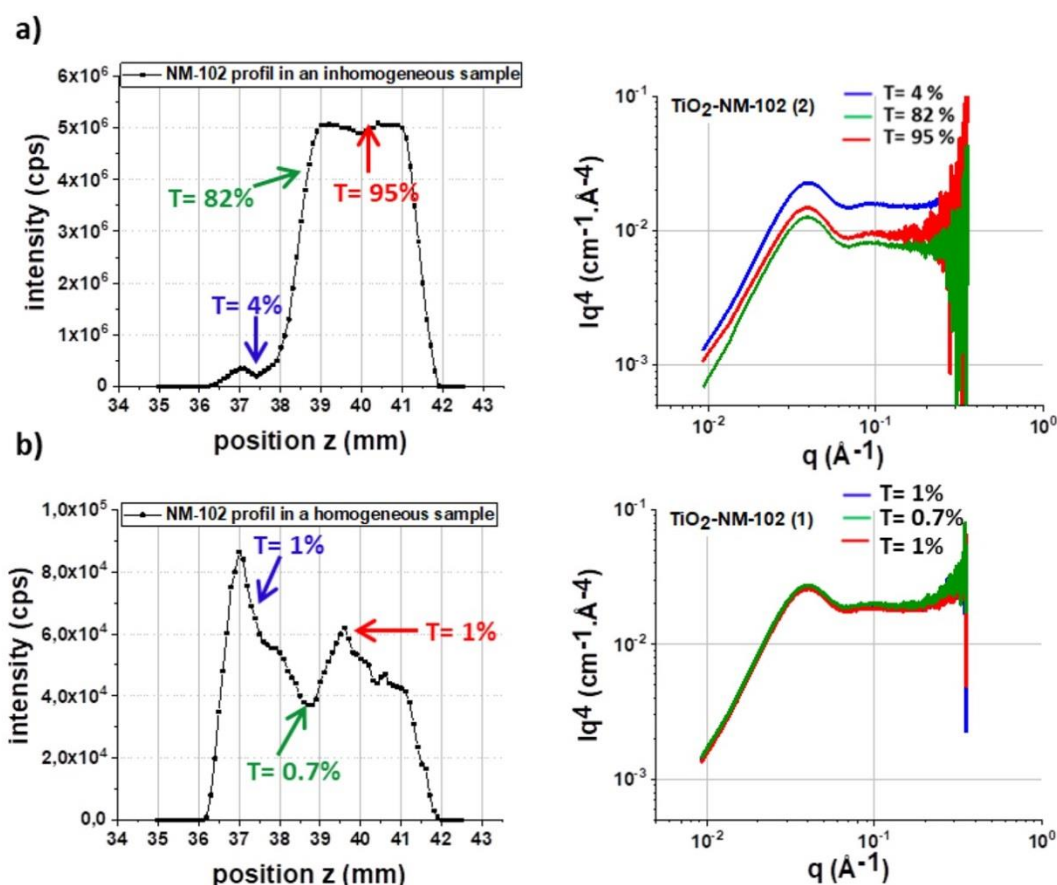 a)
NM-102 profil in an inhomogeneous sample
6x10⁶
5x10⁶
4x10⁶
3x10⁶
2x10⁶
1x10⁶
0
intensity (cps)
T= 82%
T= 95%
T= 4%
34 35 36 37 38 39 40 41 42 43
position z (mm)
TiO₂-NM-102 (2)
T= 4 %
T= 82 %
T= 95 %
10⁻¹
10⁻²
10⁻³
Iq⁴ (cm⁻¹.Å-4)
10⁻² 10⁻¹ 10⁰
q (Å⁻¹)
b)
NM-102 profil in a homogeneous sample
1,0x10⁵
8,0x10⁴
6,0x10⁴
4,0x10⁴
2,0x10⁴
0,0
intensity (cps)
T= 1%
T= 1%
T= 0.7%
34 35 36 37 38 39 40 41 42 43
position z (mm)
TiO₂-NM-102 (1)
T= 1%
T= 0.7%
T= 1%
10⁻¹
10⁻²
10⁻³
Iq⁴ (cm⁻¹.Å-4)
10⁻² 10⁻¹ 10⁰
q (Å⁻¹)